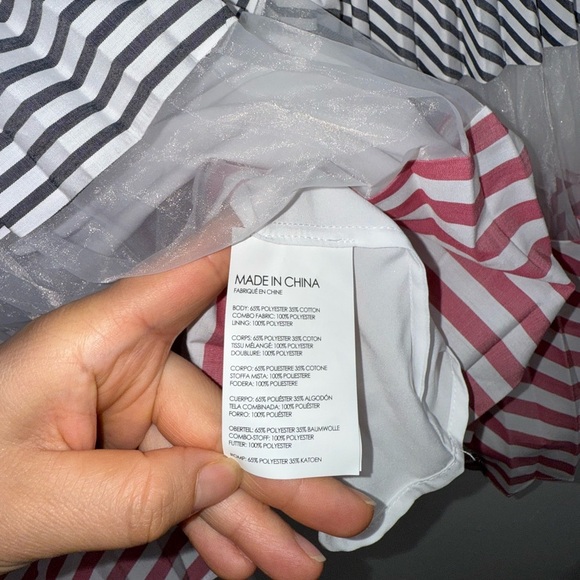 MADE IN CHINA
FABRIQUÉ EN CHINE
BODY: 65% POLYESTER 35% COTTON
COMBO FABRIC: 100% POLYESTER
LINING: 100% POLYESTER
CORPS: 65% POLYESTER 35% COTON
TISSU MÉLANGÉ: 100% POLYESTER
DOUBLURE: 100% POLYESTER
CORPO: 65% POLIESTERE 35% COTONE
STOFFA MISTA: 100% POLIESTERE
FODERA: 100% POLIESTERE
CUERPO: 65% POLIÉSTER 35% ALGODÓN
TELA COMBINADA: 100% POLIÉSTER
FORRO: 100% POLIÉSTER
OBERTEIL: 65% POLYESTER 35% BAUMWOLLE
COMBO-STOFF: 100% POLYESTER
FUTTER: 100% POLYESTER
65% POLYESTER 35% KATOEN